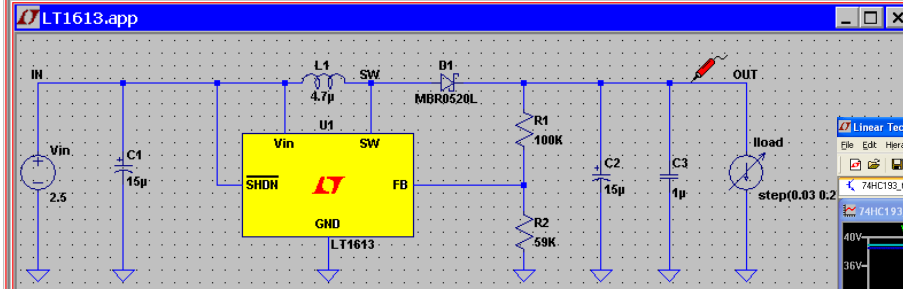 LT1613.app
IN
L1
4.7µ
SW
D1
MBR0520L
OUT
Vin
2.5
C1
15µ
U1
Vin
SW
SHDN
FB
GND
LT1613
R1
100K
R2
59K
C2
15µ
C3
1µ
Iload
step(0.03 0.2
Linear Tec
File Edit Hiera
74HC193
74HC193
40V
36V